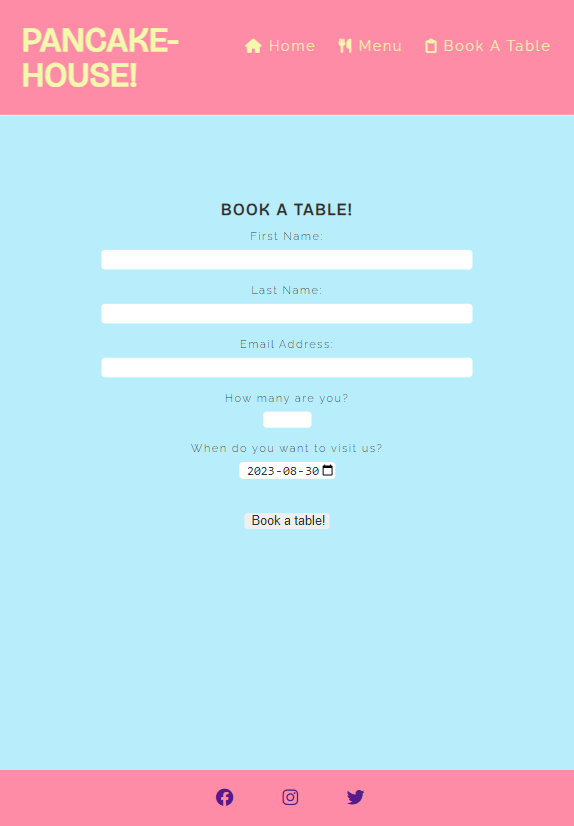 PANCAKE-
HOUSE!
Home Menu Book A Table
BOOK A TABLE!
First Name:
Last Name:
Email Address:
How many are you?
When do you want to visit us?
2023-08-30
Book a table!